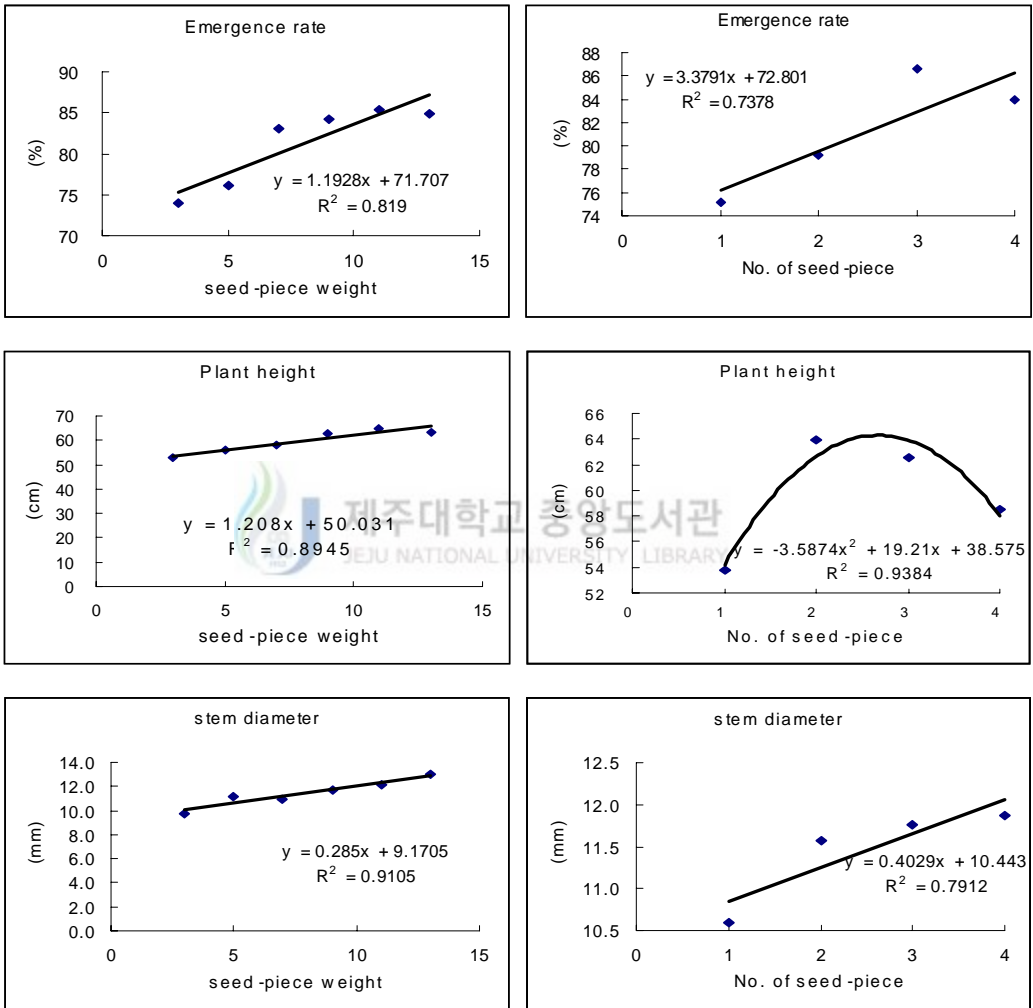 Emergence rate
90
85
80
75
70
(%)
y = 1.1928x + 71.707
R² = 0.819
0 5 10 15
seed-piece weight
Emergence rate
88
86
84
82
80
78
76
74
(%)
y = 3.3791x + 72.801
R² = 0.7378
0 1 2 3 4
No. of seed-piece
Plant height
70
60
50
40
30
20
10
0
(cm)
y = 1.208x + 50.031
R² = 0.8945
0 5 10 15
seed-piece weight
Plant height
66
64
62
60
58
56
54
52
(cm)
y = -3.5874x² + 19.21x + 38.575
R² = 0.9384
0 1 2 3 4
No. of seed-piece
제주대학교 중앙도서관
JEJU NATIONAL UNIVERSITY LIBRARY
stem diameter
14.0
12.0
10.0
8.0
6.0
4.0
2.0
0.0
(mm)
y = 0.285x + 9.1705
R² = 0.9105
0 5 10 15
seed-piece weight
stem diameter
12.5
12.0
11.5
11.0
10.5
(mm)
y = 0.4029x + 10.443
R² = 0.7912
0 1 2 3 4
No. of seed-piece